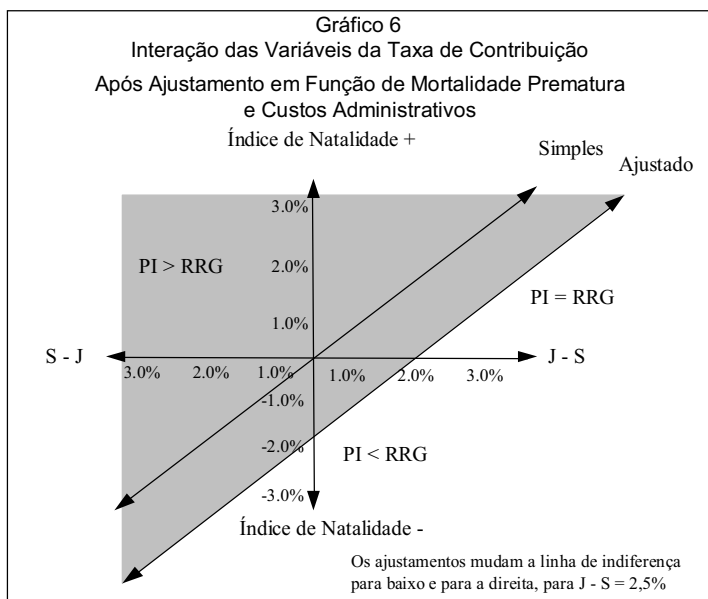 Gráfico 6
Interação das Variáveis da Taxa de Contribuição
Após Ajustamento em Função de Mortalidade Prematura
e Custos Administrativos
Índice de Natalidade +
Simples
Ajustado
3.0%
PI > RRG
2.0%
PI = RRG
1.0%
S - J
J - S
3.0%
2.0%
1.0%
1.0%
2.0%
3.0%
-1.0%
-2.0%
PI < RRG
-3.0%
Índice de Natalidade -
Os ajustamentos mudam a linha de indiferença
para baixo e para a direita, para J - S = 2,5%